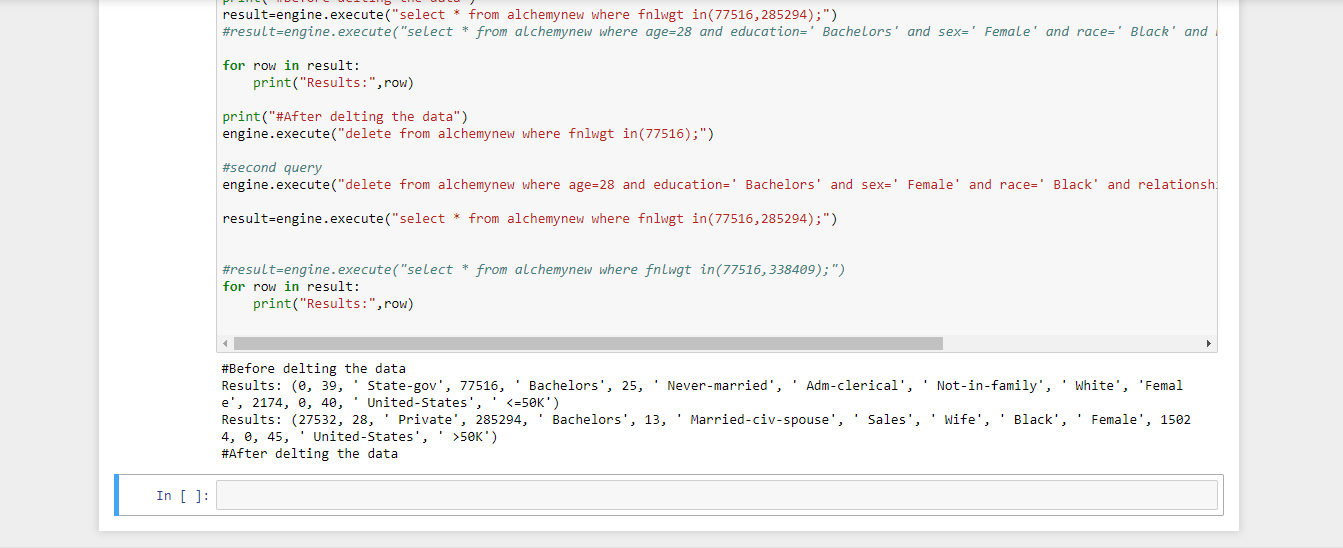 result=engine.execute("select * from alchemynew where fnlwgt in(77516,285294);")
#result=engine.execute("select * from alchemynew where age=28 and education=' Bachelors' and sex=' Female' and race=' Black' and
for row in result:
print("Results:",row)
print("#After delting the data")
engine.execute("delete from alchemynew where fnlwgt in(77516);")
#second query
engine.execute("delete from alchemynew where age=28 and education=' Bachelors' and sex=' Female' and race=' Black' and relationsh
result=engine.execute("select * from alchemynew where fnlwgt in(77516,285294);")
#result=engine.execute("select * from alchemynew where fnlwgt in(77516,338409);")
for row in result:
print("Results:",row)
#Before delting the data
Results: (0, 39, ' State-gov', 77516, ' Bachelors', 25, ' Never-married', ' Adm-clerical', ' Not-in-family', ' White', 'Femal
e', 2174, 0, 40, ' United-States', ' <=50K')
Results: (27532, 28, ' Private', 285294, ' Bachelors', 13, ' Married-civ-spouse', ' Sales', ' Wife', ' Black', ' Female', 1502
4, 0, 45, ' United-States', ' >50K')
#After delting the data
In [ ]: